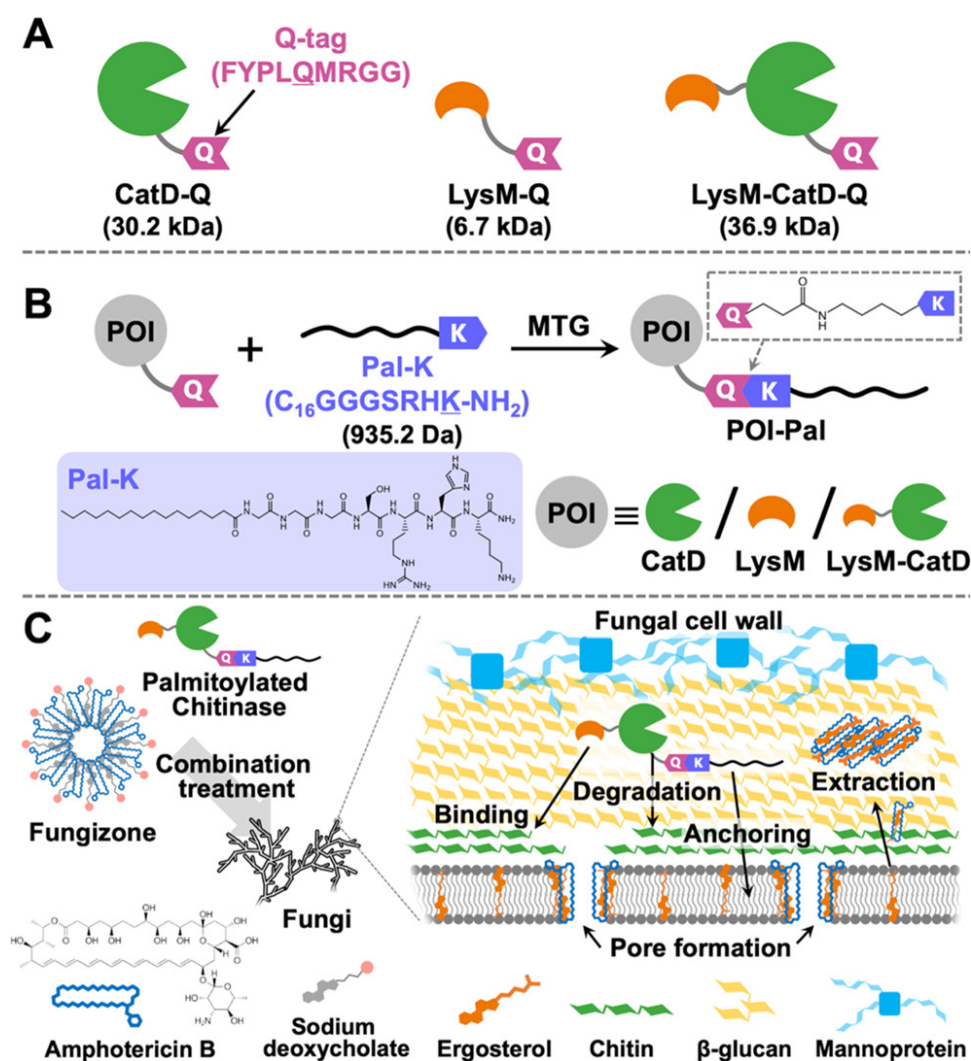 A
Q-tag
(FYPLQMRGG)
Q
CatD-Q
(30.2 kDa)
Q
LysM-Q
(6.7 kDa)
Q
LysM-CatD-Q
(36.9 kDa)
B
POI
Q
+
K
Pal-K
(C₁₆GGGSRHK-NH₂)
(935.2 Da)
MTG
POI
Q
O
N
H
K
Q K
POI-Pal
Pal-K
POI ≡ / /
CatD LysM LysM-CatD
C
Q K
Palmitoylated
Chitinase
Combination
treatment
Fungizone
Fungi
Fungal cell wall
Q K
Binding
Degradation
Anchoring
Extraction
Pore formation
Amphotericin B
Sodium
deoxycholate
Ergosterol
Chitin
β-glucan
Mannoprotein